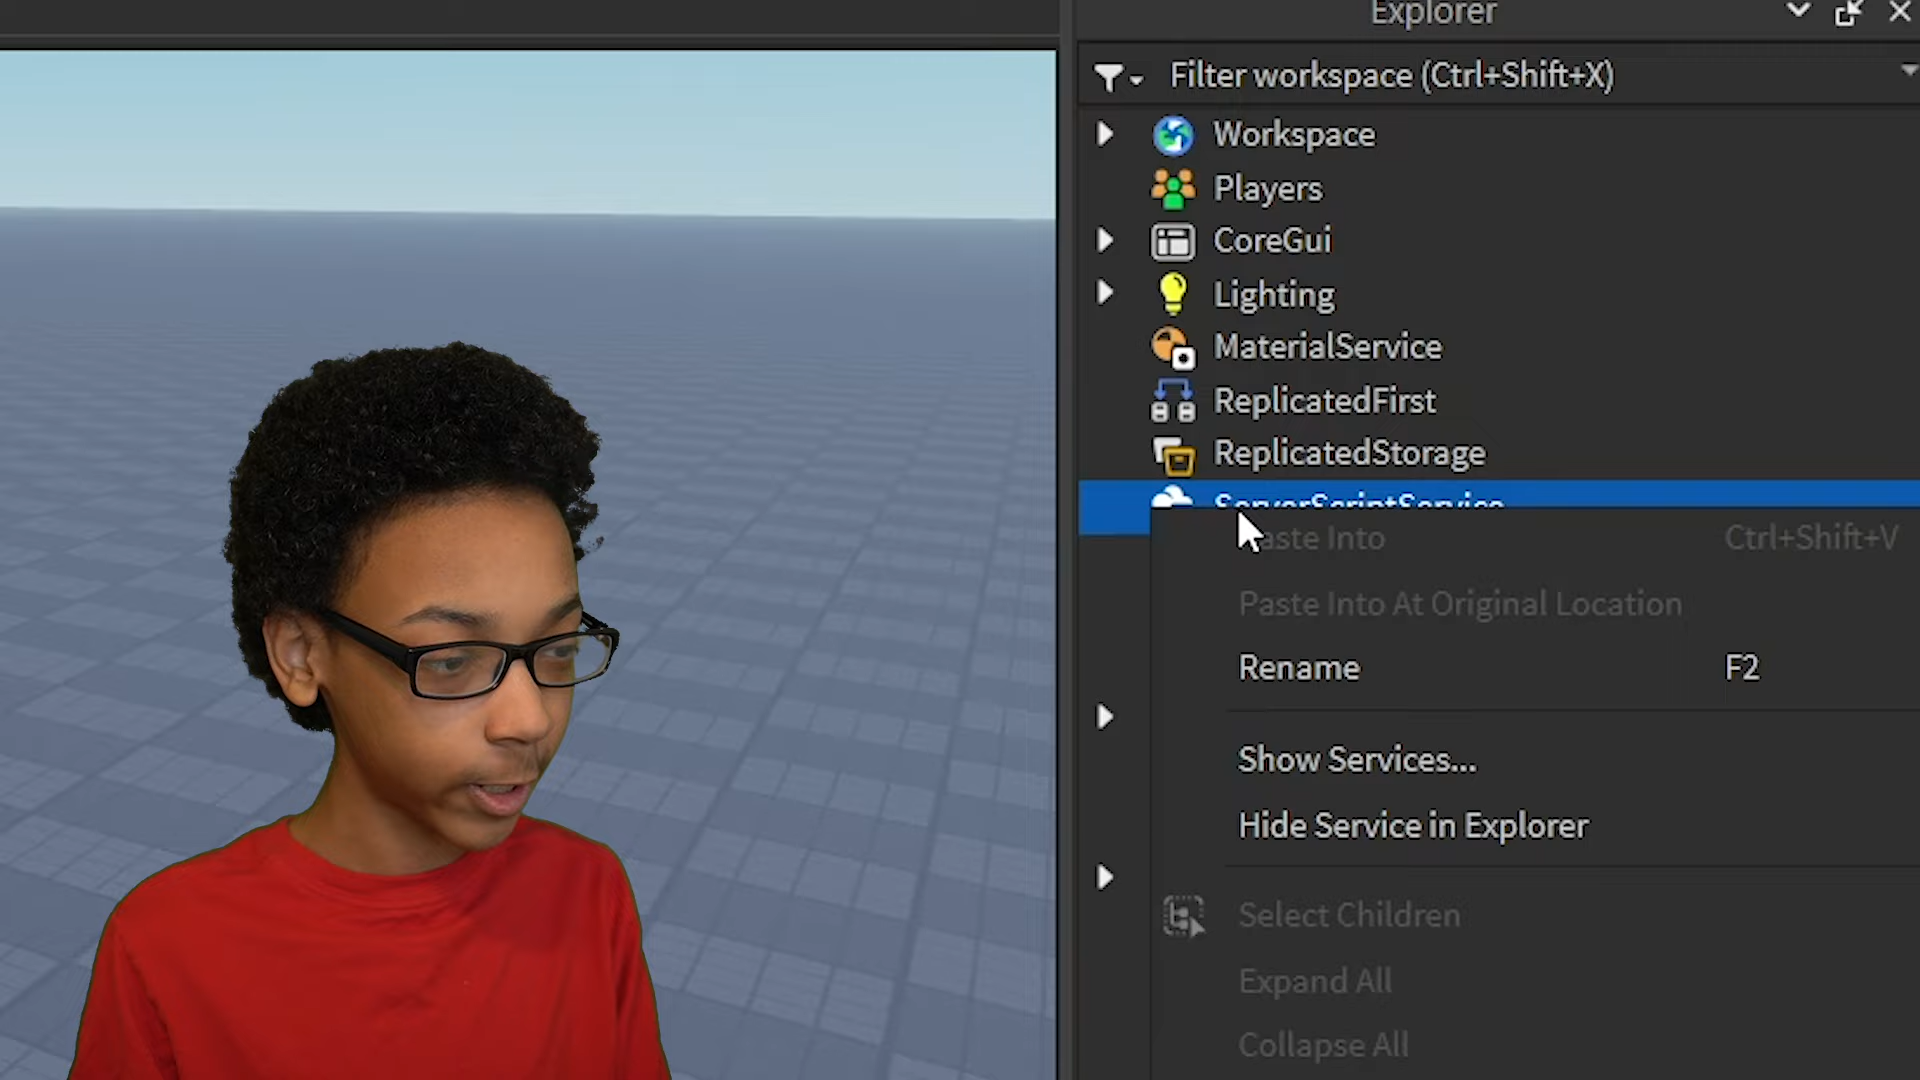 Explorer
Filter workspace (Ctrl+Shift+X)
Workspace
Players
CoreGui
Lighting
MaterialService
ReplicatedFirst
ReplicatedStorage
ServerScriptService
Paste Into Ctrl+Shift+V
Paste Into At Original Location
Rename F2
Show Services...
Hide Service in Explorer
Select Children
Expand All
Collapse All